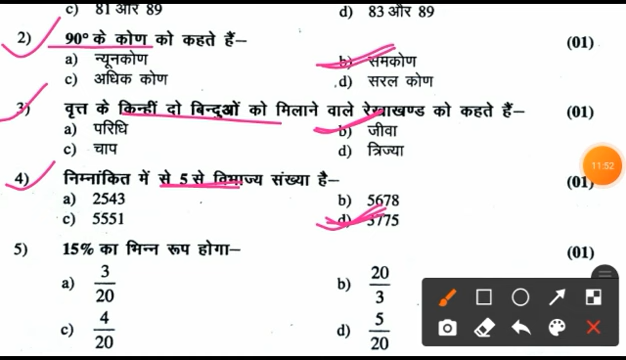 c) 81 और 89 d) 83 और 89
2) 90° के कोण को कहते हैं– (01)
a) न्यूनकोण b) समकोण
c) अधिक कोण d) सरल कोण
3) वृत्त के किन्हीं दो बिन्दुओं को मिलाने वाले रेखाखण्ड को कहते हैं– (01)
a) परिधि b) जीवा
c) चाप d) त्रिज्या
11:52
4) निम्नांकित में से 5 से विभाज्य संख्या है– (01)
a) 2543 b) 5678
c) 5551 d) 3775
5) 15% का भिन्न रूप होगा– (01)
a) 3/20 b) 20/3
c) 4/20 d) 5/20